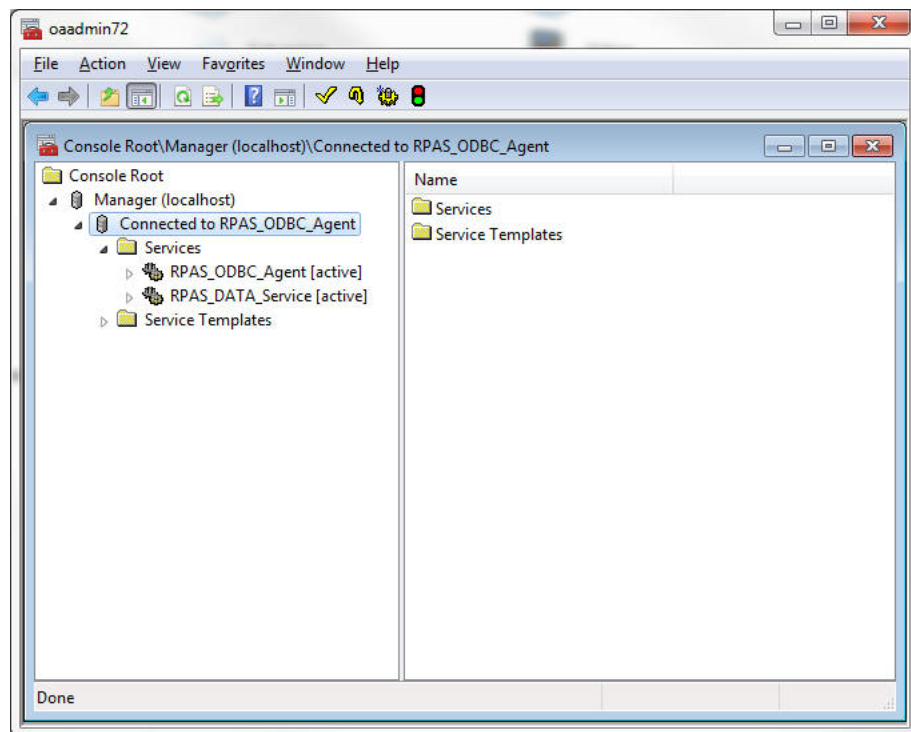 oaadmin72
File Action View Favorites Window Help
Console Root\Manager (localhost)\Connected to RPAS_ODBC_Agent
Console Root
Manager (localhost)
Connected to RPAS_ODBC_Agent
Services
RPAS_ODBC_Agent [active]
RPAS_DATA_Service [active]
Service Templates
Name
Services
Service Templates
Done